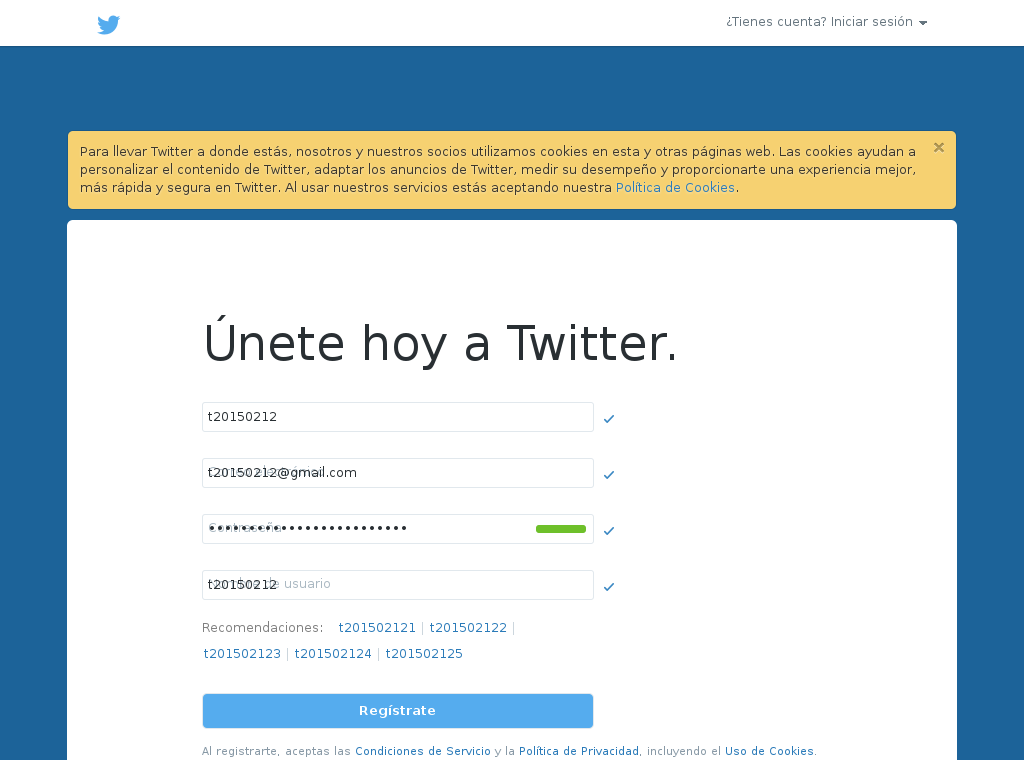 ¿Tienes cuenta? Iniciar sesión
Para llevar Twitter a donde estás, nosotros y nuestros socios utilizamos cookies en esta y otras páginas web. Las cookies ayudan a
personalizar el contenido de Twitter, adaptar los anuncios de Twitter, medir su desempeño y proporcionarte una experiencia mejor,
más rápida y segura en Twitter. Al usar nuestros servicios estás aceptando nuestra Política de Cookies.
Únete hoy a Twitter.
t20150212
t20150212@gmail.com
Contraseña
t20150212 de usuario
Recomendaciones: t201502121 | t201502122 |
t201502123 | t201502124 | t201502125
Regístrate
Al registrarte, aceptas las Condiciones de Servicio y la Política de Privacidad, incluyendo el Uso de Cookies.